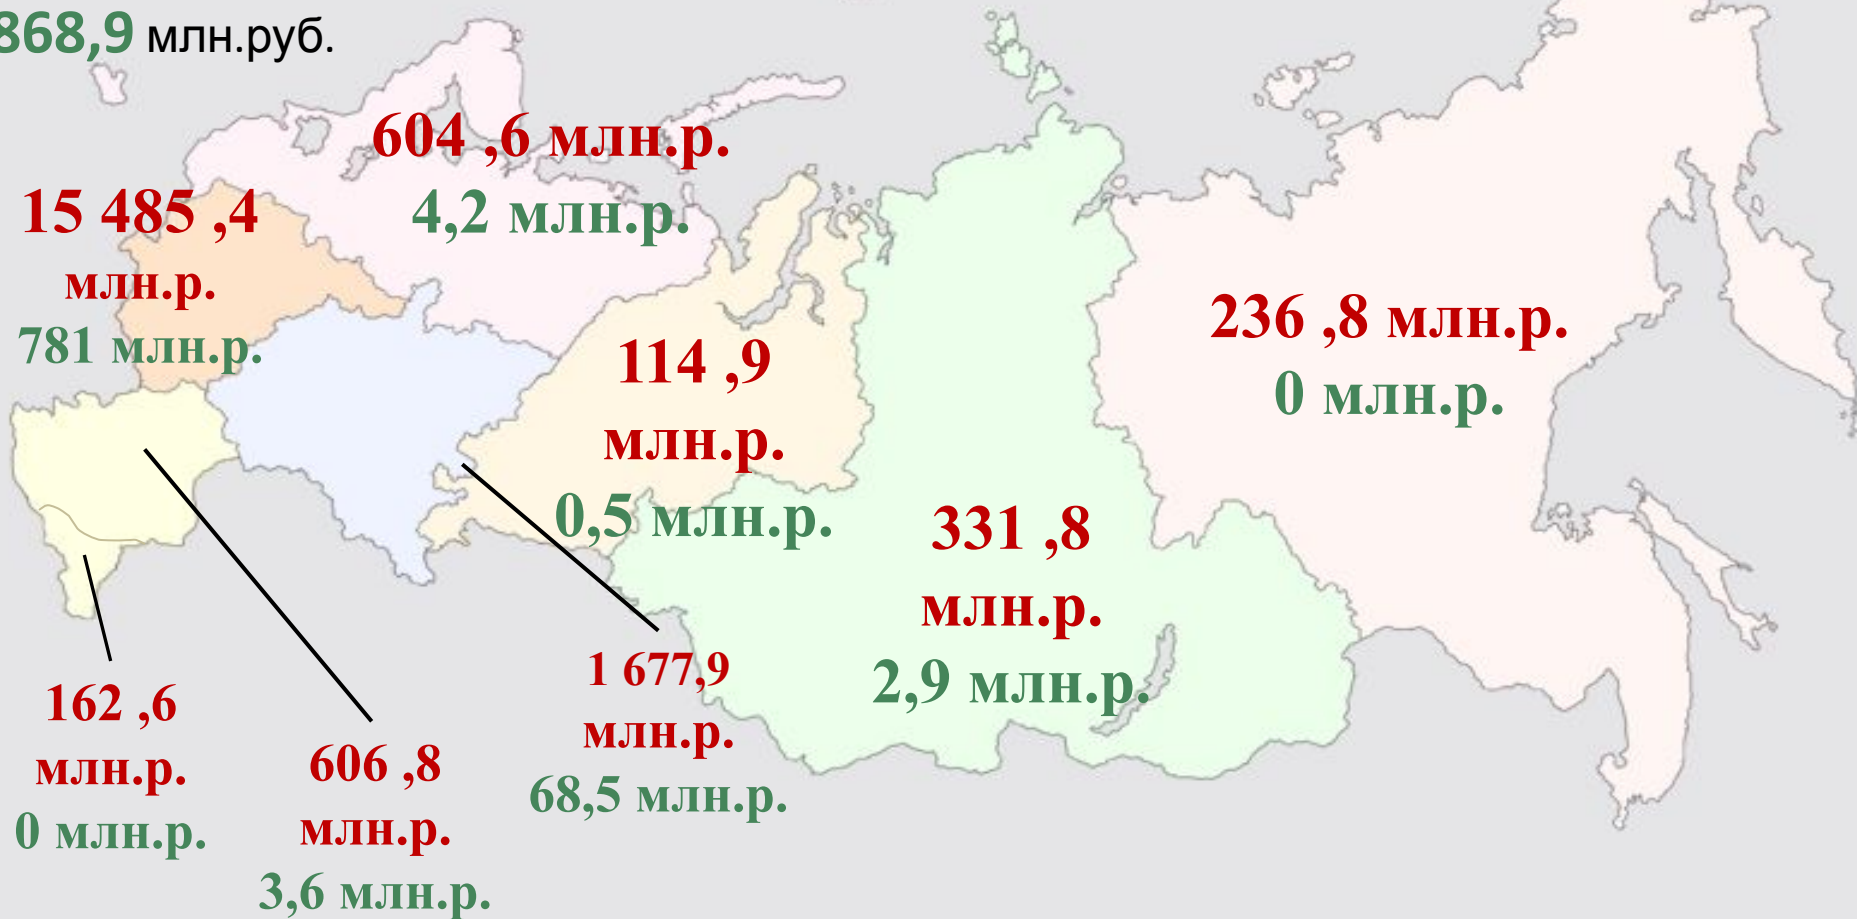 868,9 млн.руб.
604 ,6 млн.р.
4,2 млн.р.
15 485 ,4
млн.р.
781 млн.р.
114 ,9
млн.р.
0,5 млн.р.
236 ,8 млн.р.
0 млн.р.
331 ,8
млн.р.
2,9 млн.р.
162 ,6
млн.р.
0 млн.р.
606 ,8
млн.р.
3,6 млн.р.
1 677,9
млн.р.
68,5 млн.р.